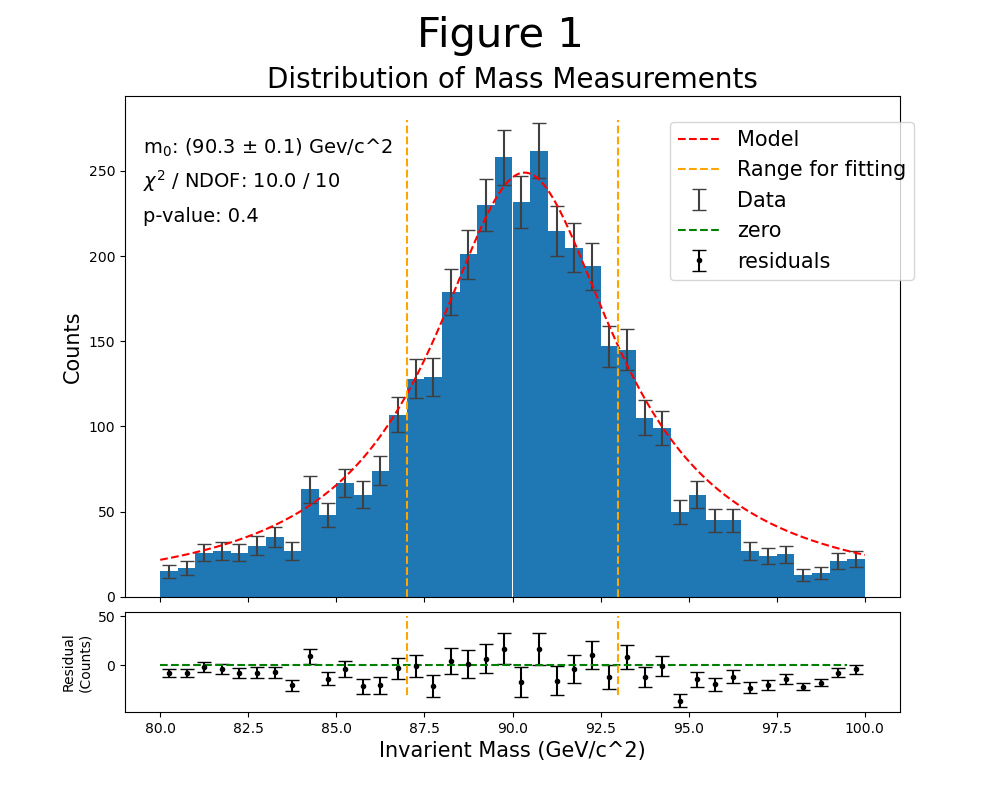 Figure 1
Distribution of Mass Measurements
m₀: (90.3 ± 0.1) Gev/c^2
χ² / NDOF: 10.0 / 10
p-value: 0.4
Model
Range for fitting
Data
zero
residuals
Counts
250
200
150
100
50
0
Residual
(Counts)
50
0
80.0 82.5 85.0 87.5 90.0 92.5 95.0 97.5 100.0
Invarient Mass (GeV/c^2)